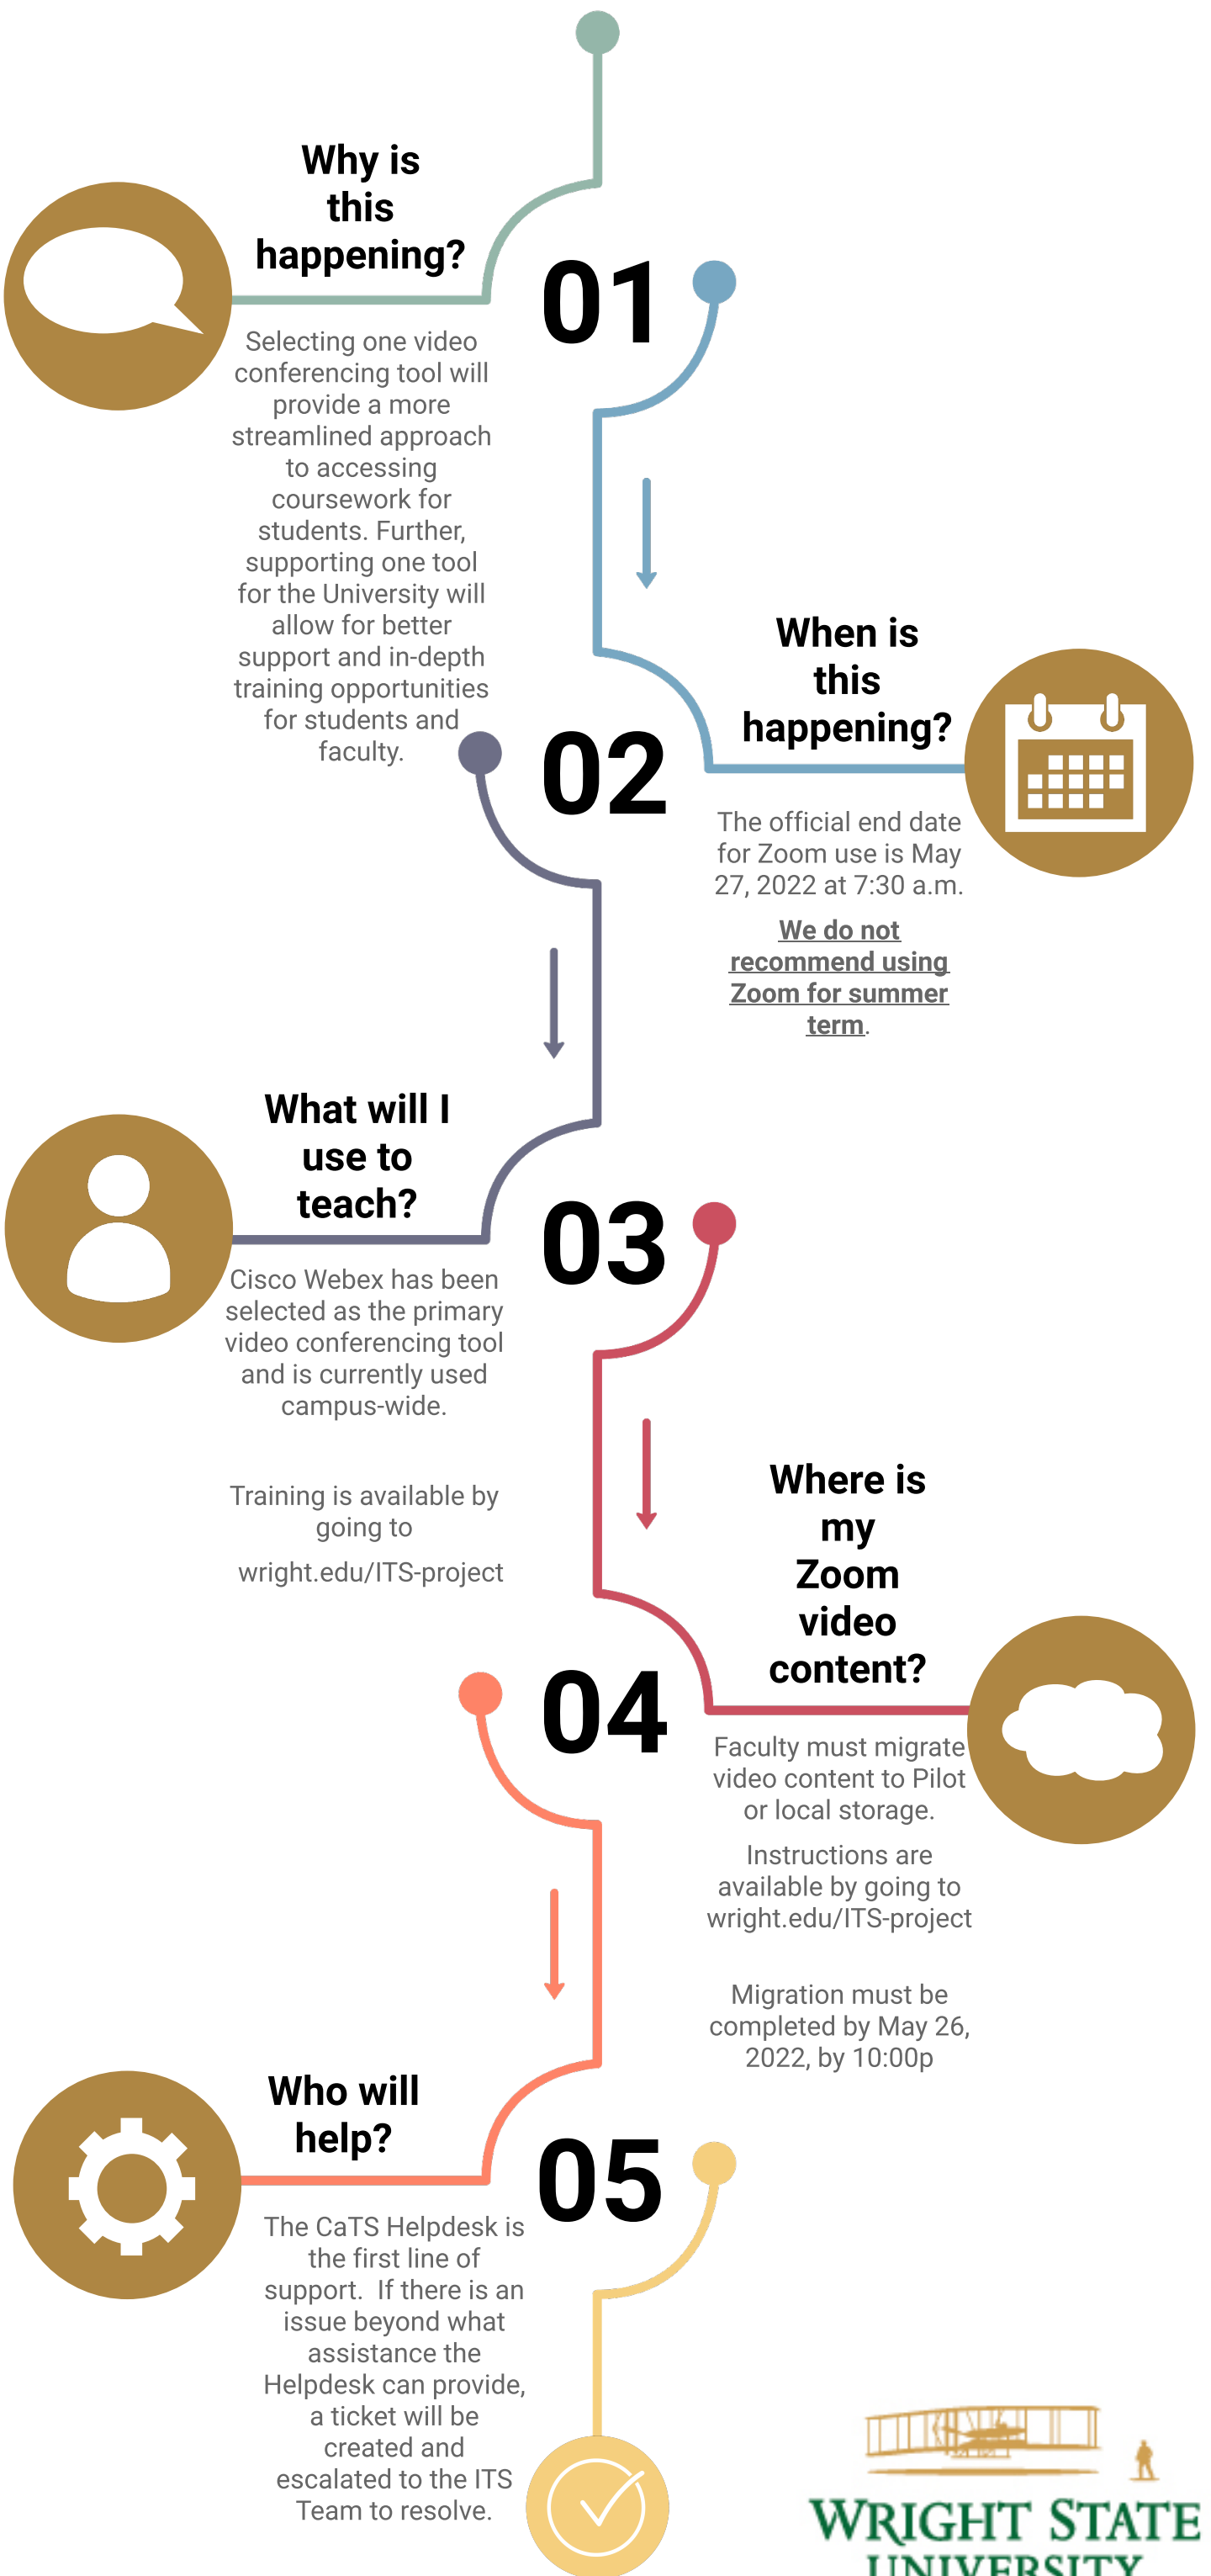 Why is
this
happening?
01
Selecting one video
conferencing tool will
provide a more
streamlined approach
to accessing
coursework for
students. Further,
supporting one tool
for the University will
allow for better
support and in-depth
training opportunities
for students and
faculty.
When is
this
happening?
02
The official end date
for Zoom use is May
27, 2022 at 7:30 a.m.
We do not
recommend using
Zoom for summer
term.
What will I
use to
teach?
03
Cisco Webex has been
selected as the primary
video conferencing tool
and is currently used
campus-wide.
Training is available by
going to
wright.edu/ITS-project
Where is
my
Zoom
video
content?
04
Faculty must migrate
video content to Pilot
or local storage.
Instructions are
available by going to
wright.edu/ITS-project
Migration must be
completed by May 26,
2022, by 10:00p
Who will
help?
05
The CaTS Helpdesk is
the first line of
support.  If there is an
issue beyond what
assistance the
Helpdesk can provide,
a ticket will be
created and
escalated to the ITS
Team to resolve.
WRIGHT STATE
UNIVERSITY